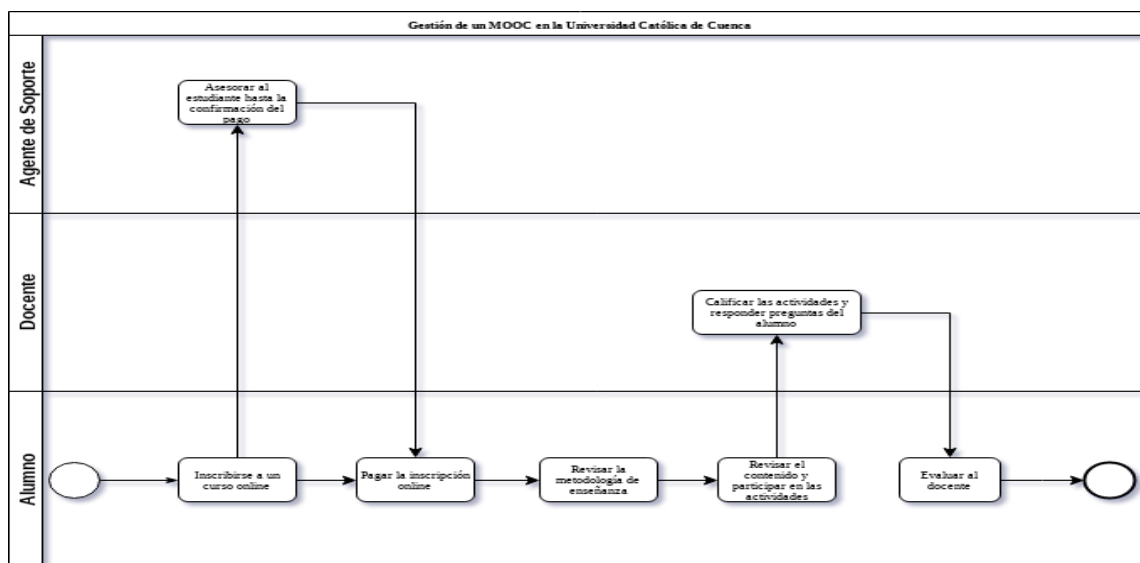 Gestión de un MOOC en la Universidad Católica de Cuenca
Agente de Soporte
Asesorar al
estudiante hasta la
confirmación del
pago
Docente
Calificar las actividades y
responder preguntas del
alumno
Alumno
Inscribirse a un
curso online
Pagar la inscripción
online
Revisar la
metodología de
enseñanza
Revisar el
contenido y
participar en las
actividades
Evaluar al
docente